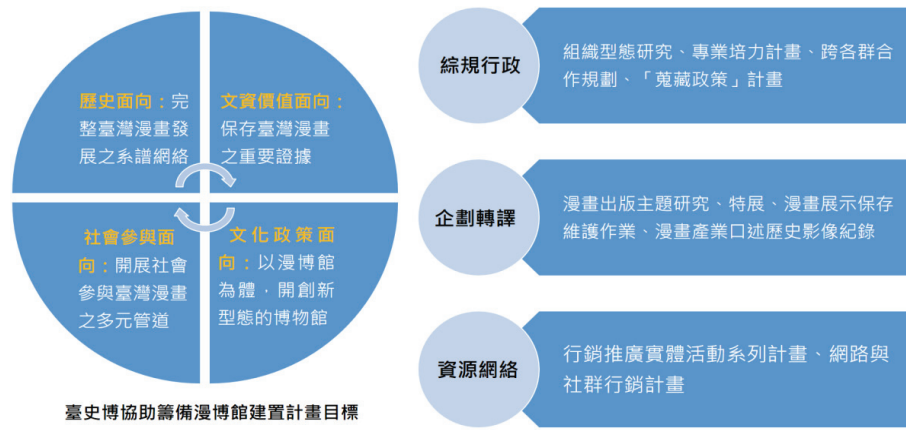 歷史面向：完
整臺灣漫畫發
展之系譜網絡
文資價值面向：
保存臺灣漫畫
之重要證據
社會參與面
向：開展社會
參與臺灣漫畫
之多元管道
文化政策面
向：以漫博館
為體，開創新
型態的博物館
臺史博協助籌備漫博館建置計畫目標
綜規行政
組織型態研究、專業培力計畫、跨各群合
作規劃、「蒐藏政策」計畫
企劃轉譯
漫畫出版主題研究、特展、漫畫展示保存
維護作業、漫畫產業口述歷史影像紀錄
資源網絡
行銷推廣實體活動系列計畫、網路與
社群行銷計畫